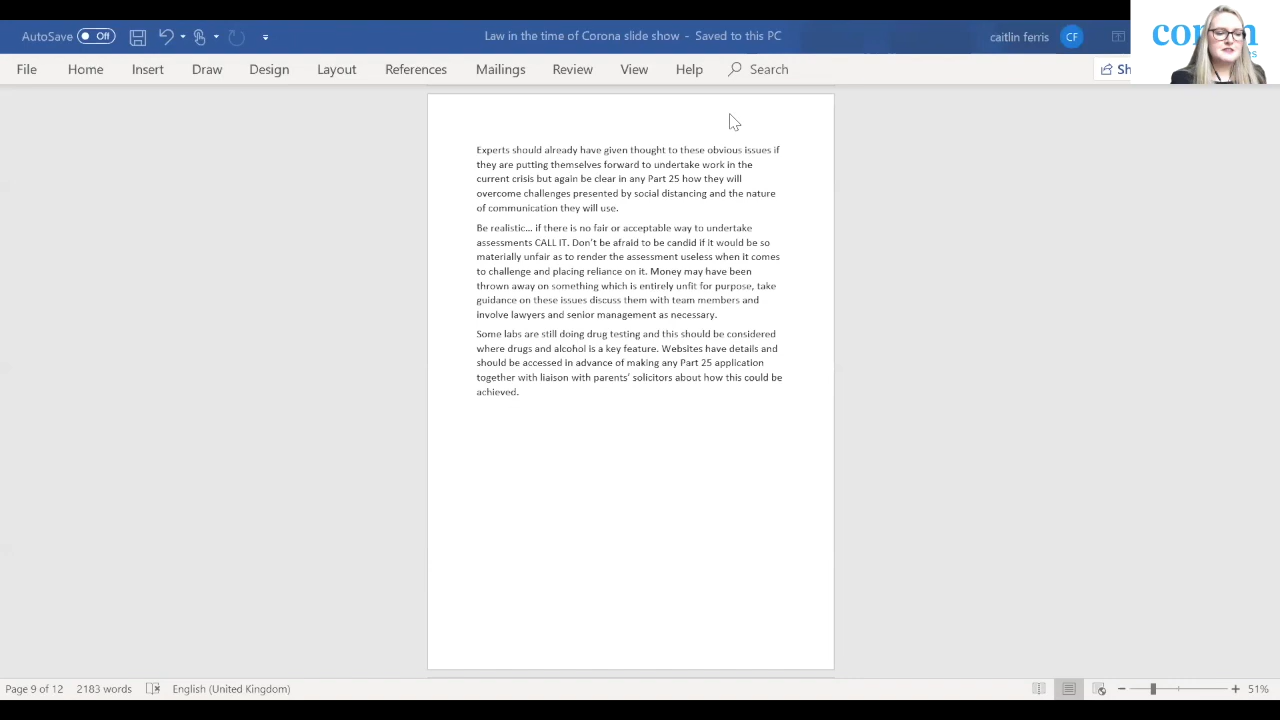 AutoSave Off
Law in the time of Corona slide show - Saved to this PC
caitlin ferris CF
File Home Insert Draw Design Layout References Mailings Review View Help Search
Experts should already have given thought to these obvious issues if
they are putting themselves forward to undertake work in the
current crisis but again be clear in any Part 25 how they will
overcome challenges presented by social distancing and the nature
of communication they will use.
Be realistic... if there is no fair or acceptable way to undertake
assessments CALL IT. Don't be afraid to be candid if it would be so
materially unfair as to render the assessment useless when it comes
to challenge and placing reliance on it. Money may have been
thrown away on something which is entirely unfit for purpose, take
guidance on these issues discuss them with team members and
involve lawyers and senior management as necessary.
Some labs are still doing drug testing and this should be considered
where drugs and alcohol is a key feature. Websites have details and
should be accessed in advance of making any Part 25 application
together with liaison with parents' solicitors about how this could be
achieved.
Page 9 of 12 2183 words English (United Kingdom) 51%